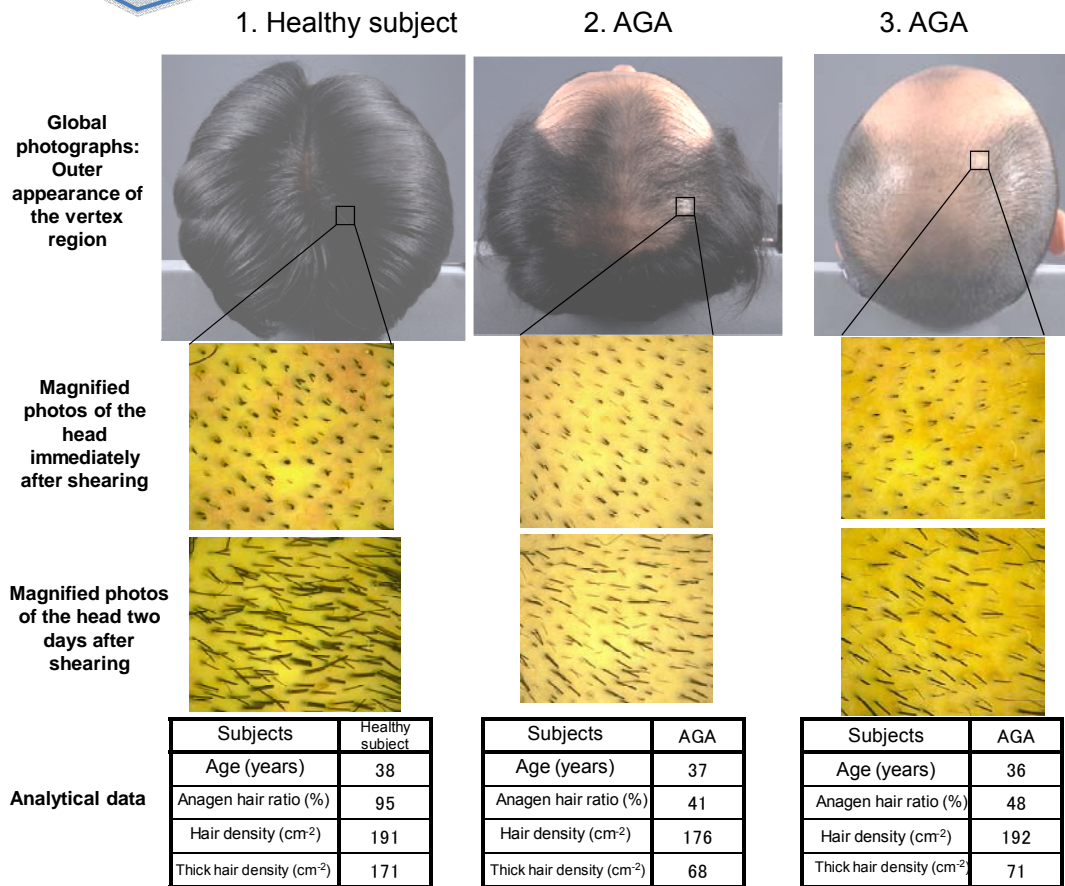 1. Healthy subject
2. AGA
3. AGA
Global
photographs:
Outer
appearance of
the vertex
region
Magnified
photos of the
head
immediately
after shearing
Magnified photos
of the head two
days after
shearing
Analytical data
Subjects Healthy subject
Age (years) 38
Anagen hair ratio (%) 95
Hair density (cm⁻²) 191
Thick hair density (cm⁻²) 171
Subjects AGA
Age (years) 37
Anagen hair ratio (%) 41
Hair density (cm⁻²) 176
Thick hair density (cm⁻²) 68
Subjects AGA
Age (years) 36
Anagen hair ratio (%) 48
Hair density (cm⁻²) 192
Thick hair density (cm⁻²) 71